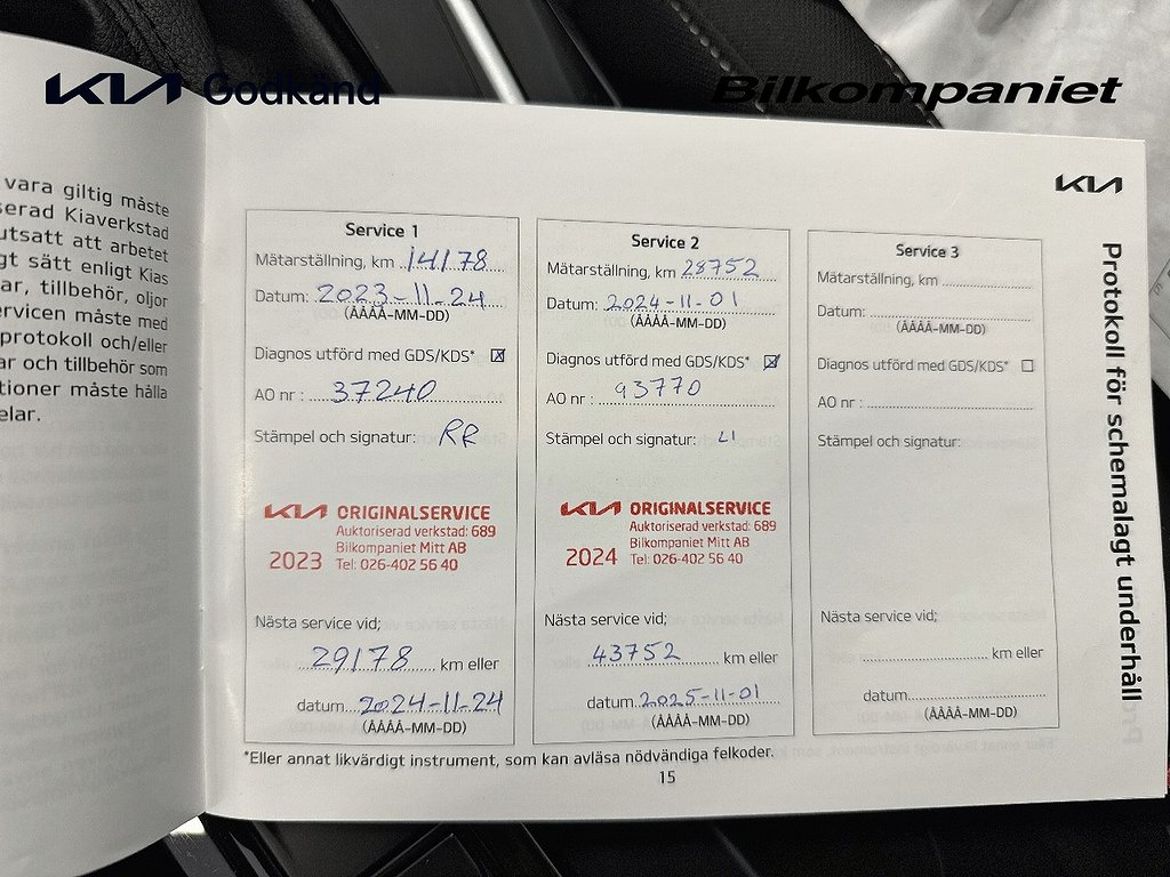 KIA Godkänd
Bilkompaniet
vara giltig måste
serad Kiaverkstad
utsatt att arbetet
gt sätt enligt Kias
ar, tillbehör, oljor
ervicen måste med
protokoll och/eller
ar och tillbehör som
tioner måste hålla
elar.
KIA
Protokoll för schemalagt underhåll
Service 1
Mätarställning, km 14178
Datum: 2023-11-24
(ÅÅÅÅ-MM-DD)
Diagnos utförd med GDS/KDS*
AO nr : 37240
Stämpel och signatur: RR
KIA ORIGINALSERVICE
Auktoriserad verkstad: 689
Bilkompaniet Mitt AB
2023 Tel: 026-402 56 40
Nästa service vid;
29178 km eller
datum 2024-11-24
(ÅÅÅÅ-MM-DD)
Service 2
Mätarställning, km 28752
Datum: 2024-11-01
(ÅÅÅÅ-MM-DD)
Diagnos utförd med GDS/KDS*
AO nr : 93770
Stämpel och signatur: LI
KIA ORIGINALSERVICE
Auktoriserad verkstad: 689
Bilkompaniet Mitt AB
2024 Tel: 026-402 56 40
Nästa service vid;
43752 km eller
datum 2025-11-01
(ÅÅÅÅ-MM-DD)
Service 3
Mätarställning, km
Datum:
(ÅÅÅÅ-MM-DD)
Diagnos utförd med GDS/KDS*
AO nr :
Stämpel och signatur:
Nästa service vid;
km eller
datum
(ÅÅÅÅ-MM-DD)
*Eller annat likvärdigt instrument, som kan avläsa nödvändiga felkoder.
15